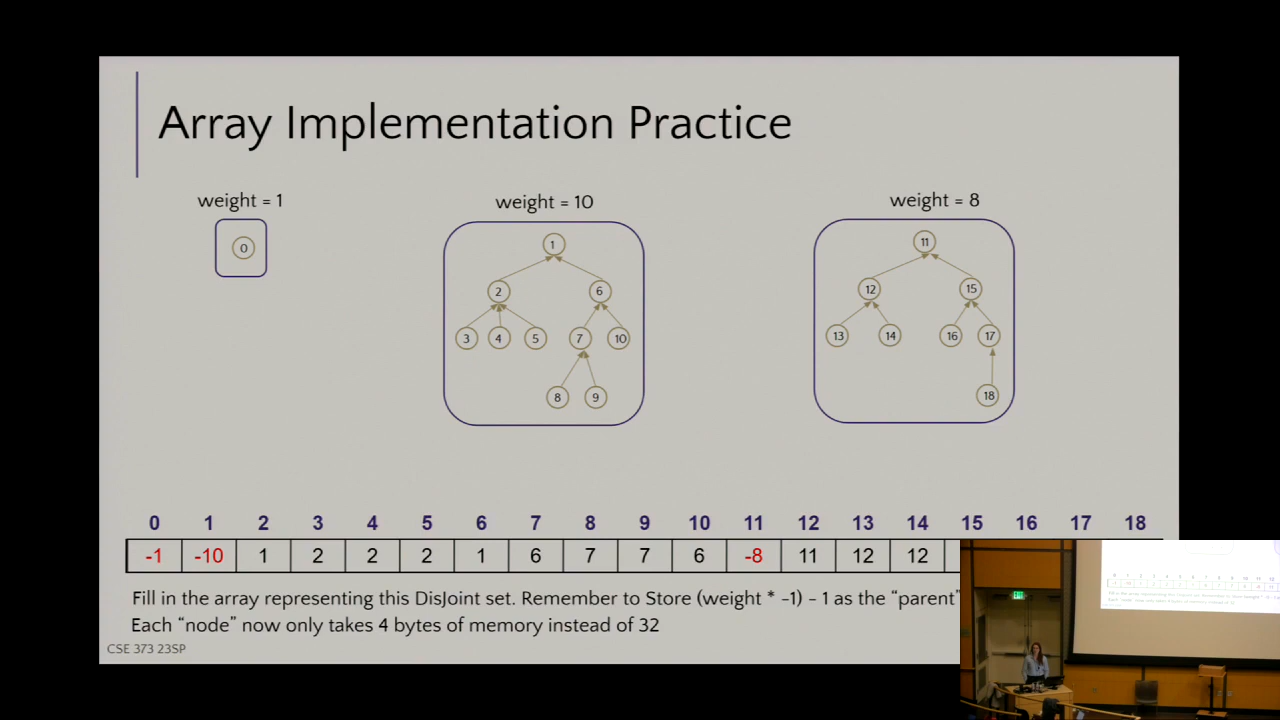 Array Implementation Practice
weight = 1
weight = 10
weight = 8
0
1
2
6
3
4
5
7
10
8
9
11
12
15
13
14
16
17
18
0 1 2 3 4 5 6 7 8 9 10 11 12 13 14 15 16 17 18
-1 -10 1 2 2 2 1 6 7 7 6 -8 11 12 12
Fill in the array representing this DisJoint set. Remember to Store (weight * -1) - 1 as the "parent"
Each "node" now only takes 4 bytes of memory instead of 32
CSE 373 23SP